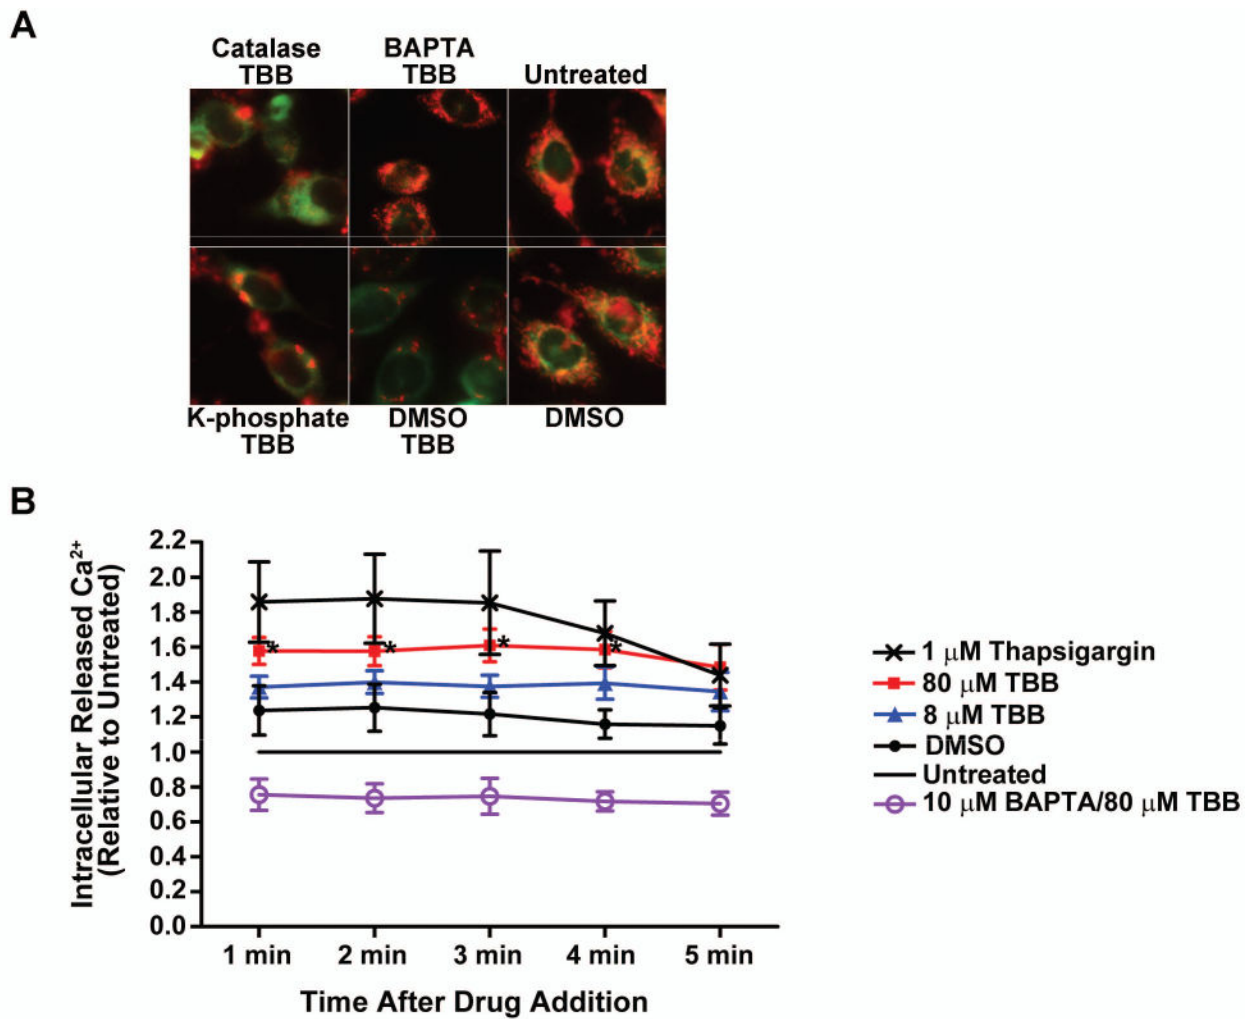 A
Catalase
TBB
BAPTA
TBB
Untreated
K-phosphate
TBB
DMSO
TBB
DMSO
B
Intracellular Released Ca²⁺
(Relative to Untreated)
2.2
2.0
1.8
1.6
1.4
1.2
1.0
0.8
0.6
0.4
0.2
0.0
* * * *
1 min 2 min 3 min 4 min 5 min
Time After Drug Addition
1 μM Thapsigargin
80 μM TBB
8 μM TBB
DMSO
Untreated
10 μM BAPTA/80 μM TBB